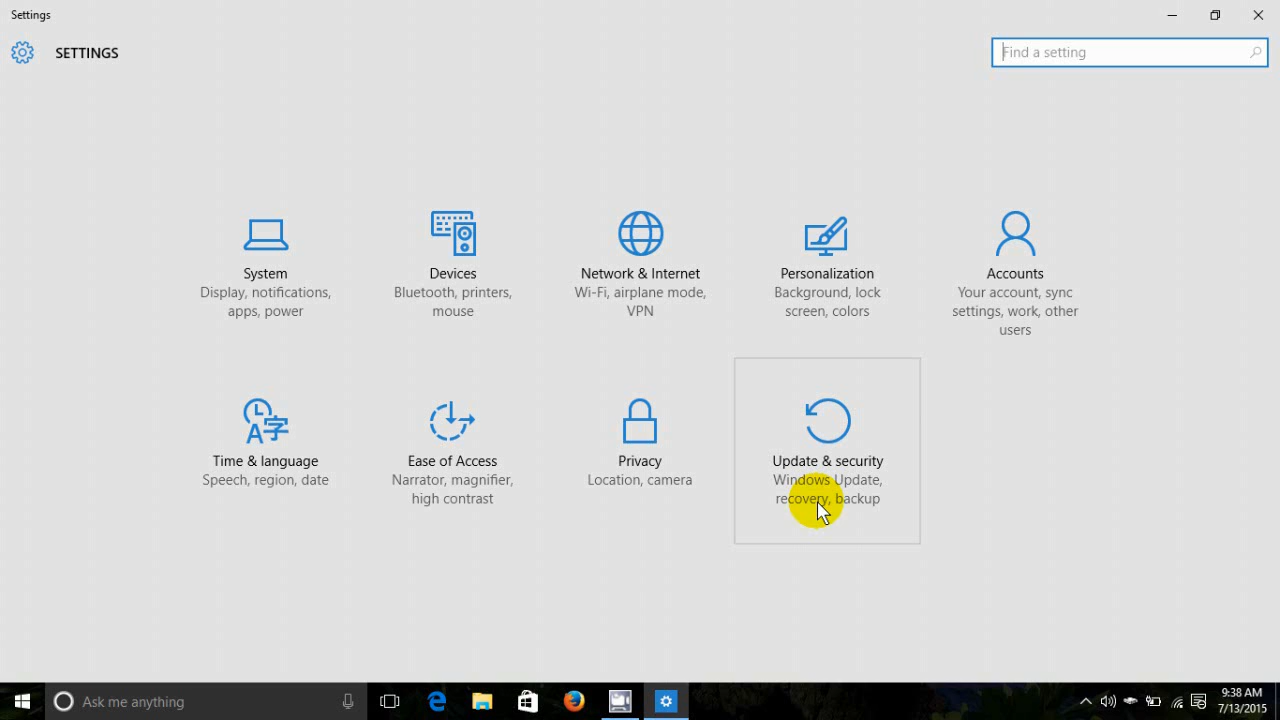 Settings
SETTINGS
Find a setting
System
Display, notifications,
apps, power
Devices
Bluetooth, printers,
mouse
Network & Internet
Wi-Fi, airplane mode,
VPN
Personalization
Background, lock
screen, colors
Accounts
Your account, sync
settings, work, other
users
A字
Time & language
Speech, region, date
Ease of Access
Narrator, magnifier,
high contrast
Privacy
Location, camera
Update & security
Windows Update,
recovery, backup
Ask me anything
9:38 AM
7/13/2015